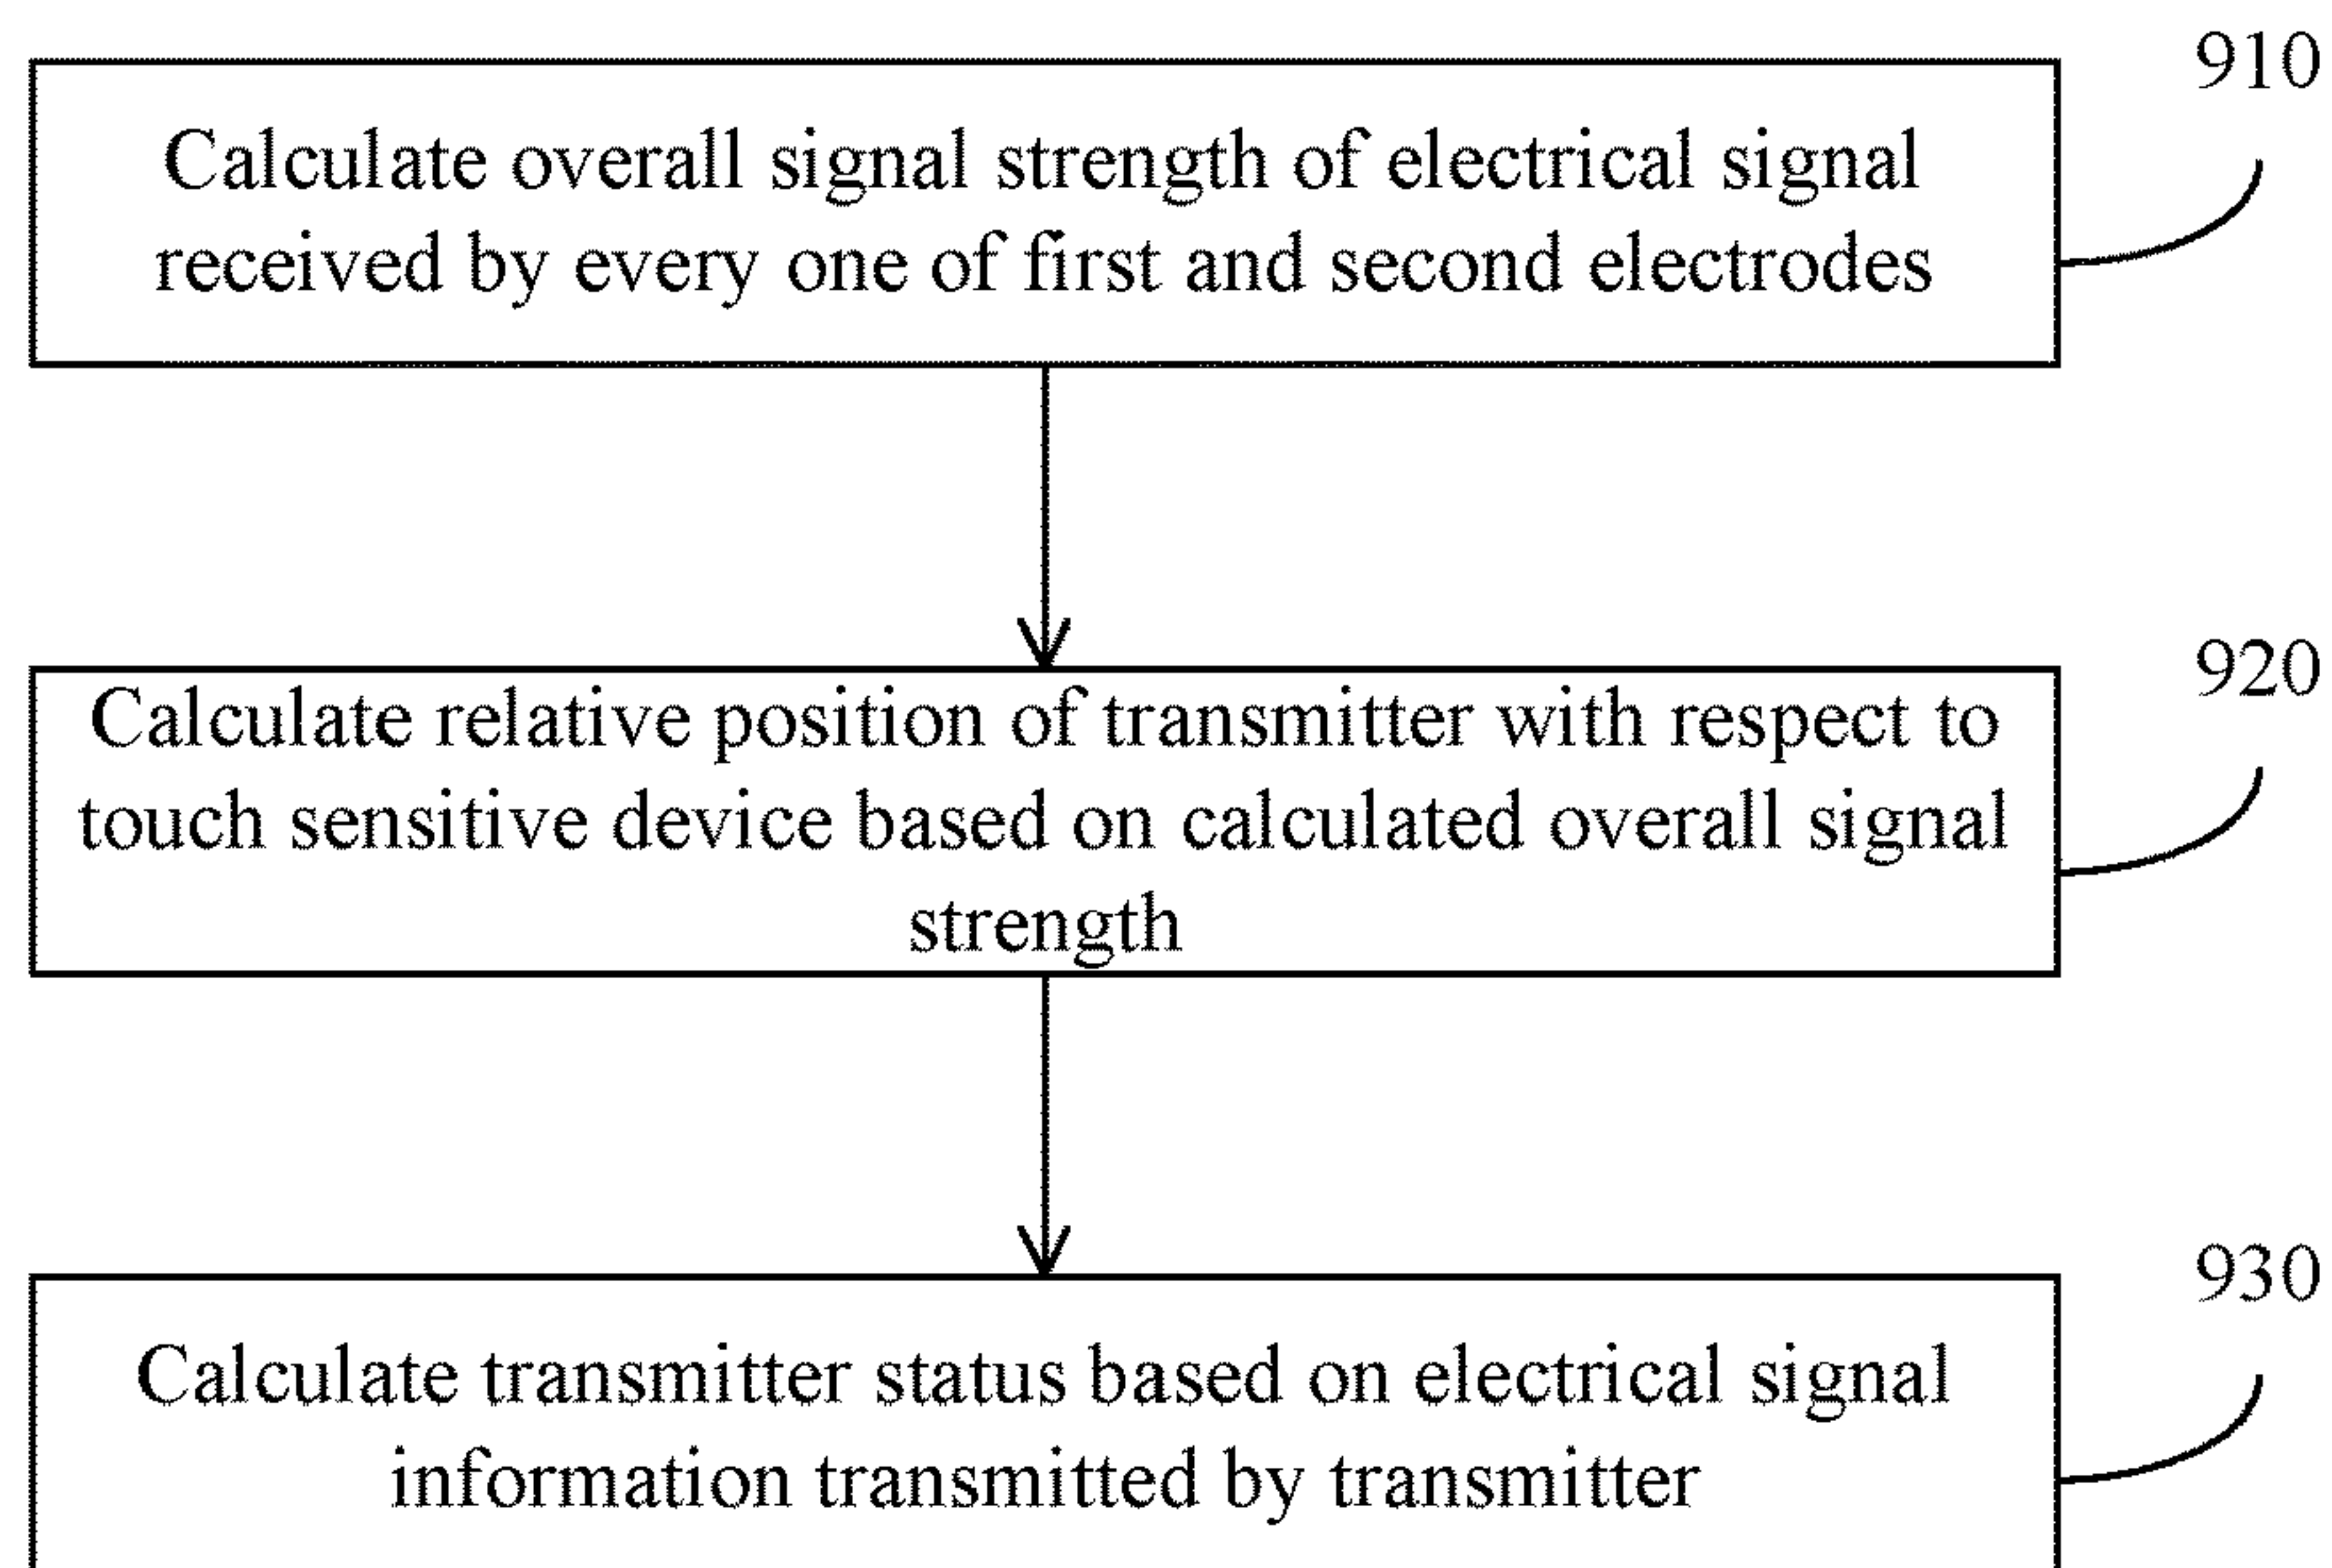 910
Calculate overall signal strength of electrical signal
received by every one of first and second electrodes
920
Calculate relative position of transmitter with respect to
touch sensitive device based on calculated overall signal
strength
930
Calculate transmitter status based on electrical signal
information transmitted by transmitter